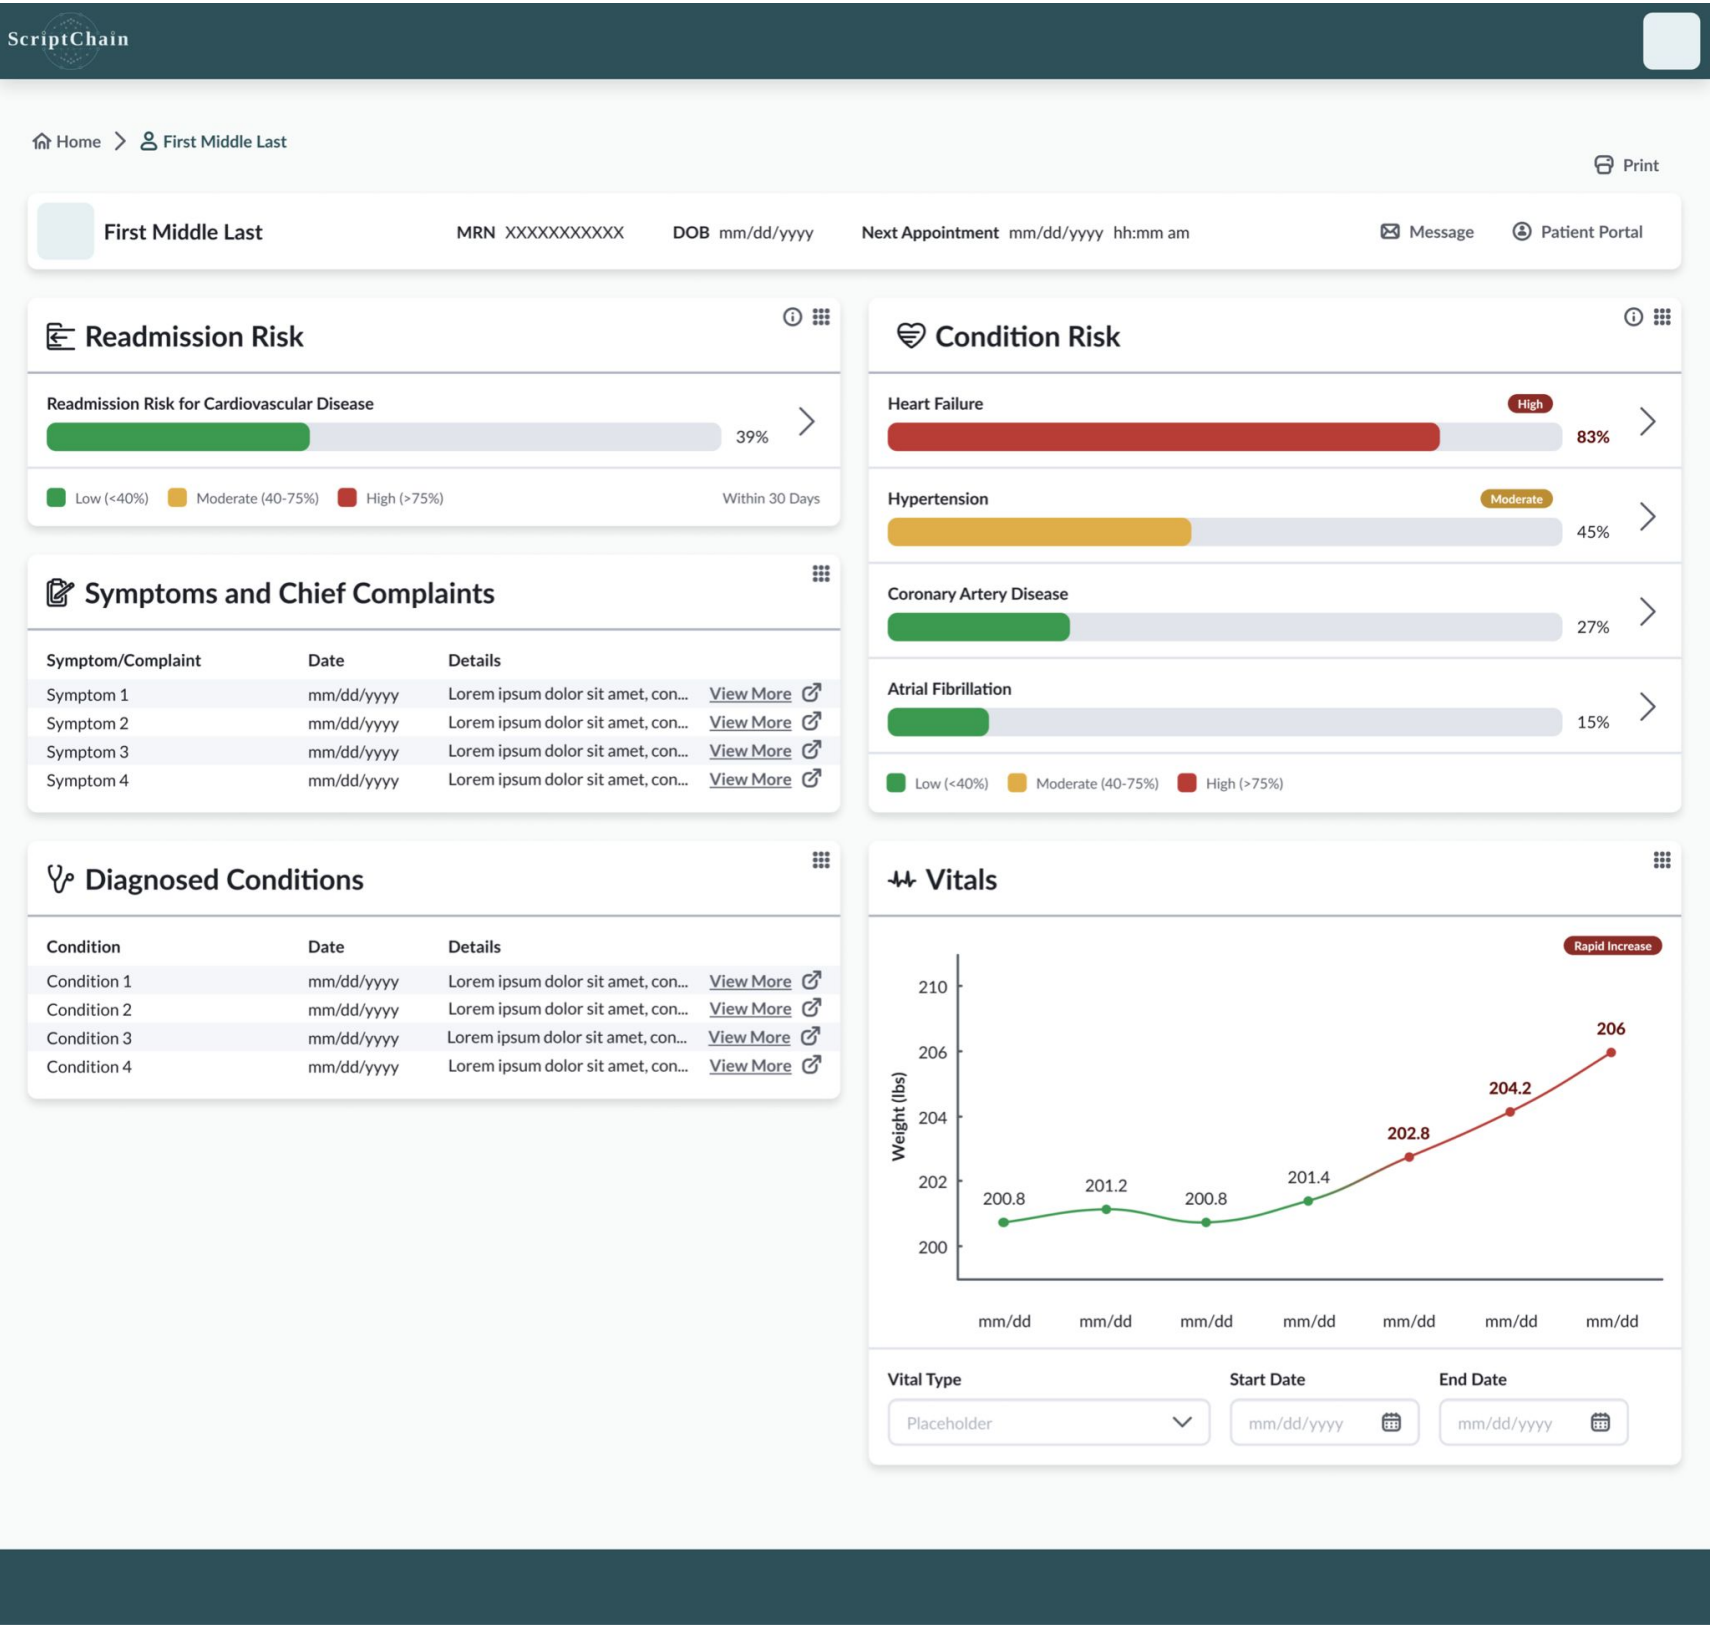 ScriptChain
Home First Middle Last
Print
First Middle Last MRN XXXXXXXXXXX DOB mm/dd/yyyy Next Appointment mm/dd/yyyy hh:mm am Message Patient Portal
Readmission Risk
Readmission Risk for Cardiovascular Disease
39%
Low (<40%) Moderate (40-75%) High (>75%) Within 30 Days
Symptoms and Chief Complaints
Symptom/Complaint Date Details
Symptom 1 mm/dd/yyyy Lorem ipsum dolor sit amet, con... View More
Symptom 2 mm/dd/yyyy Lorem ipsum dolor sit amet, con... View More
Symptom 3 mm/dd/yyyy Lorem ipsum dolor sit amet, con... View More
Symptom 4 mm/dd/yyyy Lorem ipsum dolor sit amet, con... View More
Diagnosed Conditions
Condition Date Details
Condition 1 mm/dd/yyyy Lorem ipsum dolor sit amet, con... View More
Condition 2 mm/dd/yyyy Lorem ipsum dolor sit amet, con... View More
Condition 3 mm/dd/yyyy Lorem ipsum dolor sit amet, con... View More
Condition 4 mm/dd/yyyy Lorem ipsum dolor sit amet, con... View More
Condition Risk
Heart Failure High
83%
Hypertension Moderate
45%
Coronary Artery Disease
27%
Atrial Fibrillation
15%
Low (<40%) Moderate (40-75%) High (>75%)
Vitals
Rapid Increase
Weight (lbs)
210
206
204
202
200
200.8
201.2
200.8
201.4
202.8
204.2
206
mm/dd mm/dd mm/dd mm/dd mm/dd mm/dd mm/dd
Vital Type Start Date End Date
Placeholder mm/dd/yyyy mm/dd/yyyy